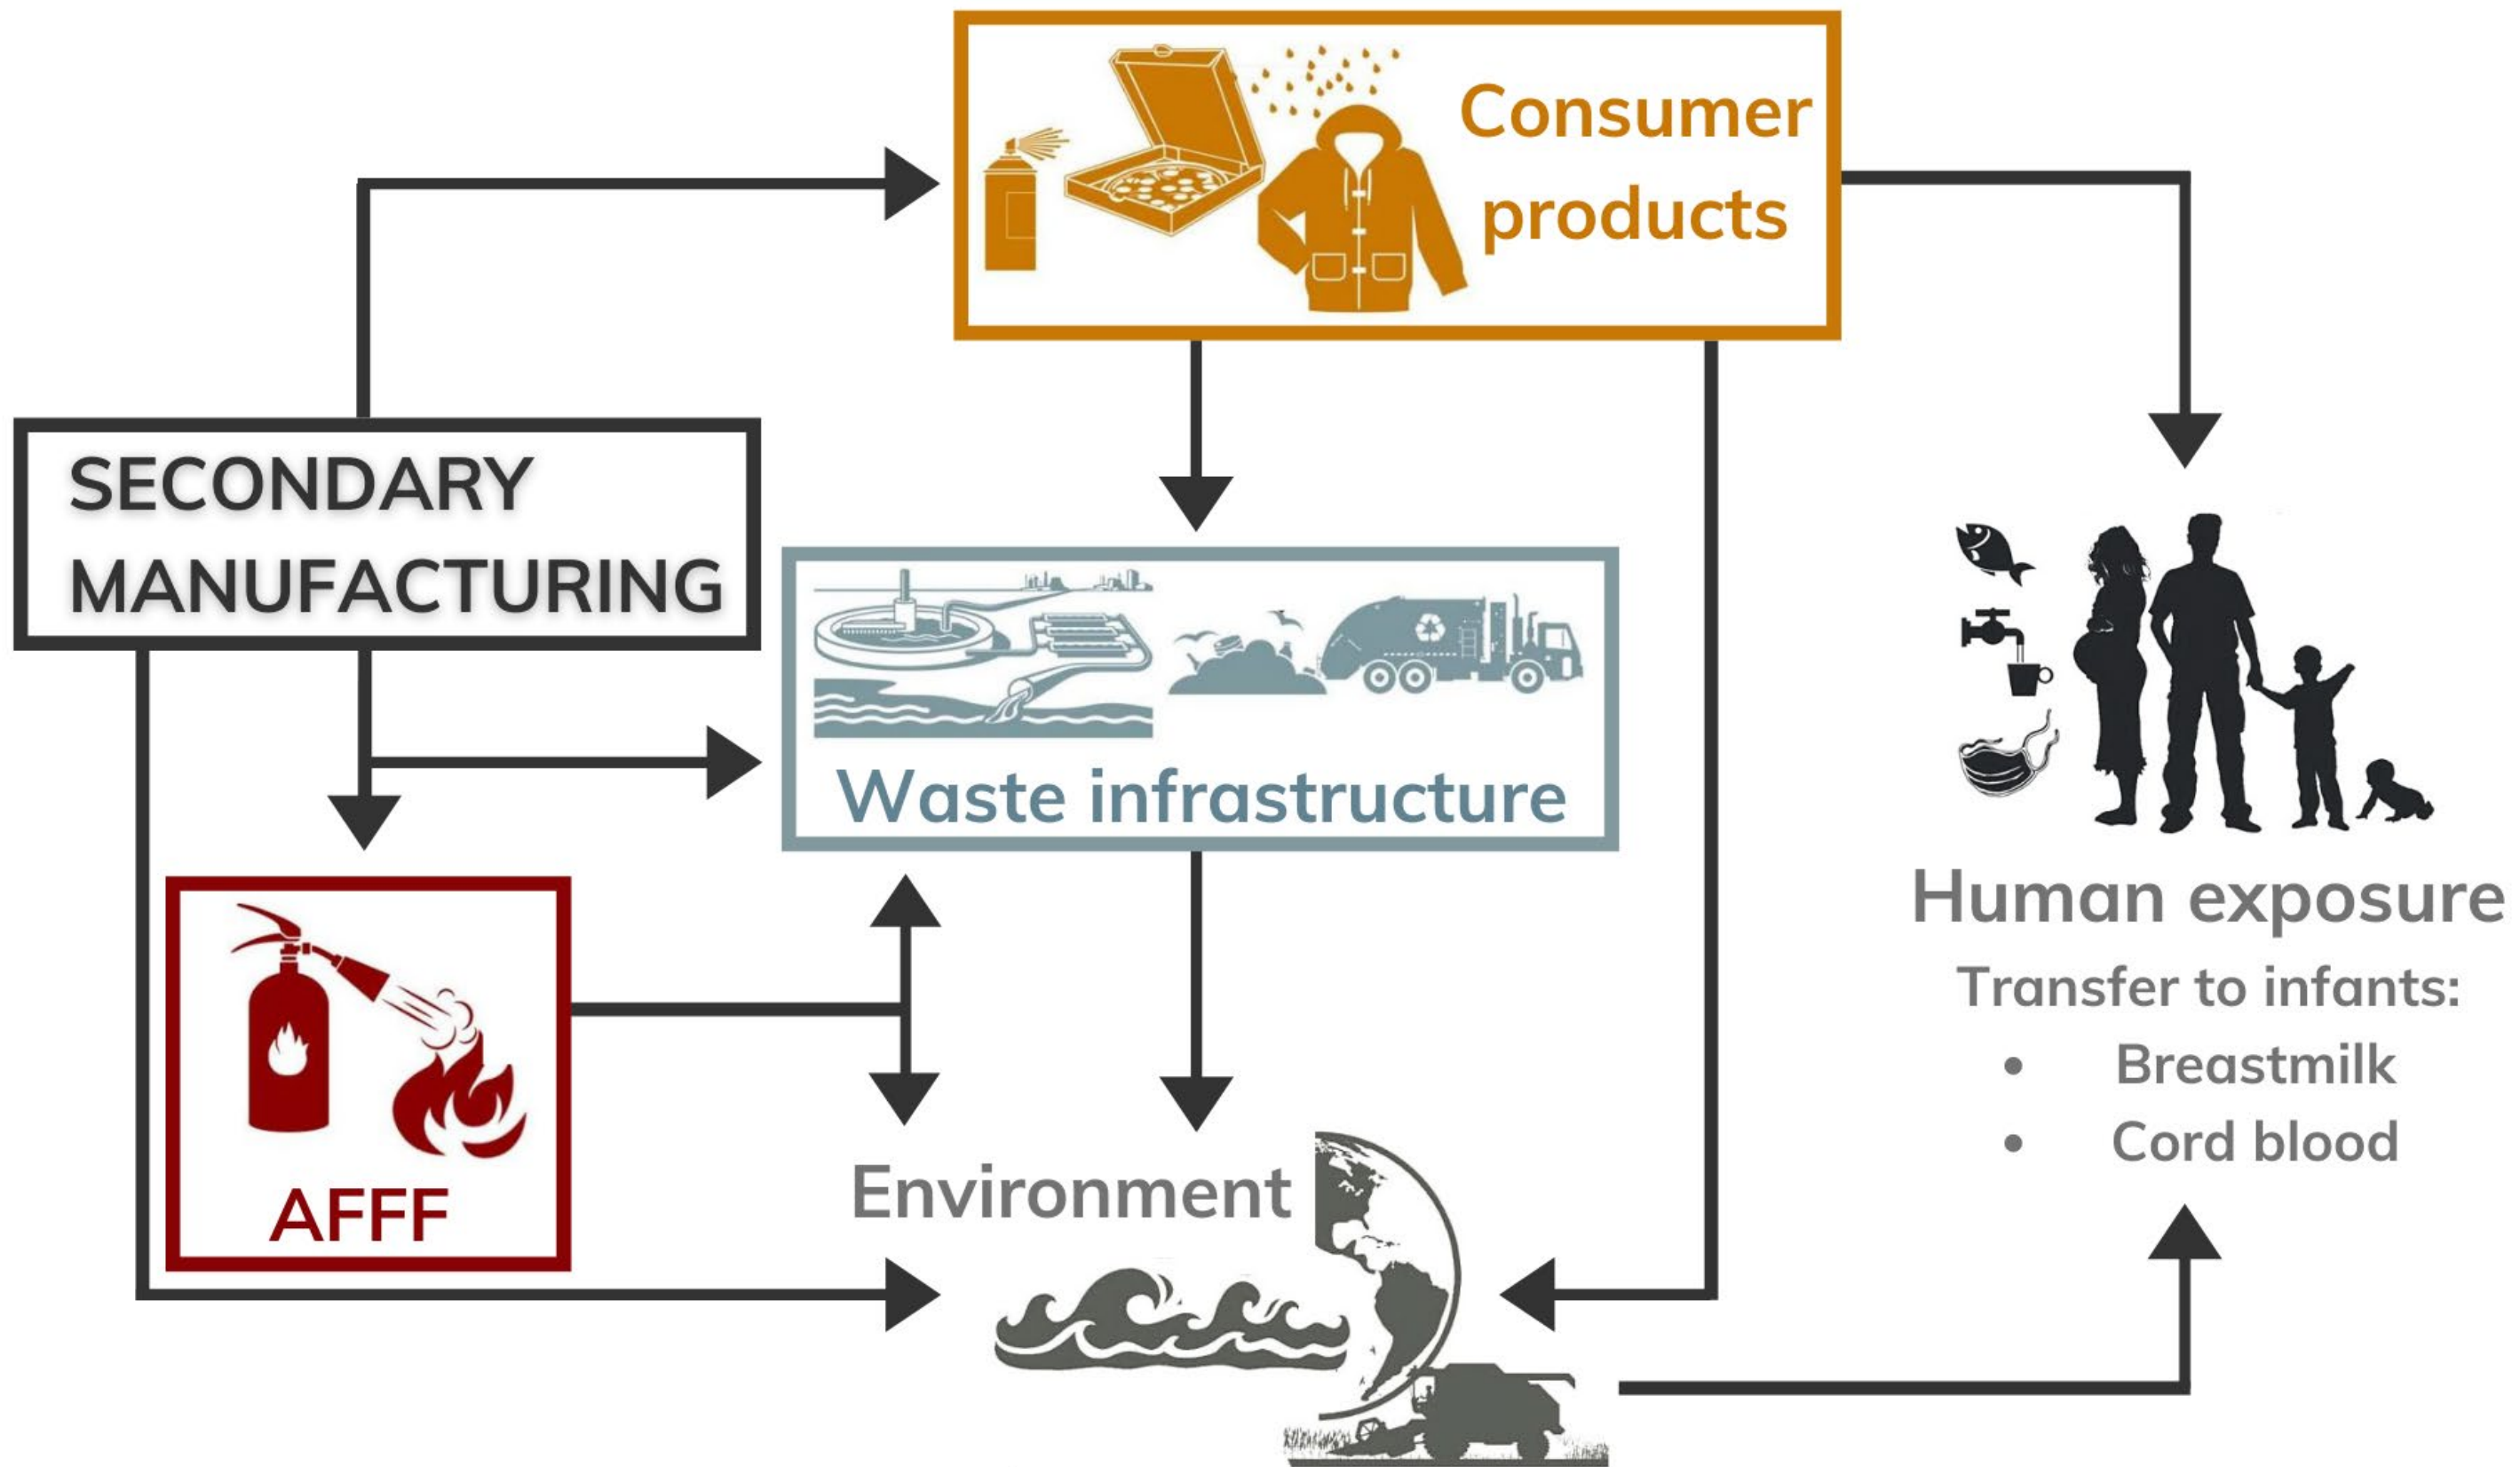 Consumer
products
SECONDARY
MANUFACTURING
Waste infrastructure
Human exposure
Transfer to infants:
• Breastmilk
• Cord blood
AFFF
Environment